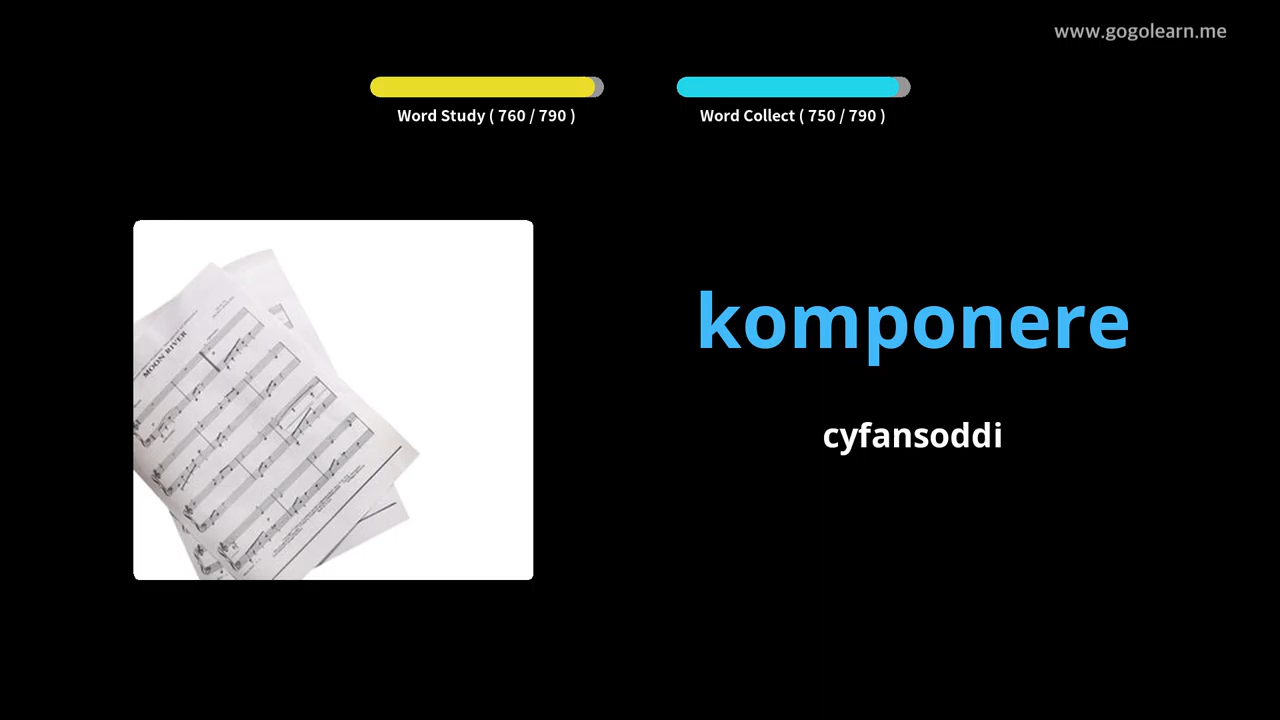 www.gogolearn.me
Word Study ( 760 / 790 )
Word Collect ( 750 / 790 )
MOON RIVER
komponere
cyfansoddi